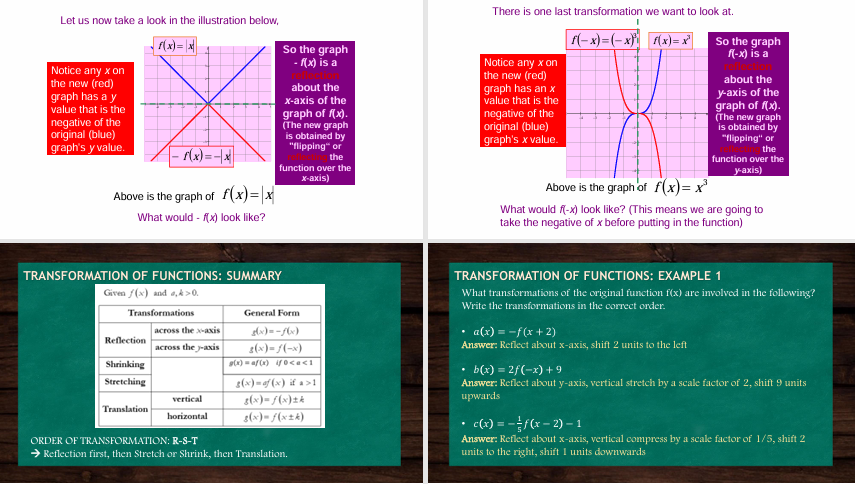 Let us now take a look in the illustration below,
f(x)=|x|
Notice any x on
the new (red)
graph has a y
value that is the
negative of the
original (blue)
graph's y value.
So the graph
- f(x) is a
reflection
about the
x-axis of the
graph of f(x).
(The new graph
is obtained by
"flipping" or
reflecting the
function over the
x-axis)
− f(x)=−|x|
Above is the graph of f(x)=|x|
What would - f(x) look like?
There is one last transformation we want to look at.
f(−x)=(−x)³
f(x)=x³
Notice any x on
the new (red)
graph has an x
value that is the
negative of the
original (blue)
graph's x value.
So the graph
f(-x) is a
reflection
about the
y-axis of the
graph of f(x).
(The new graph
is obtained by
"flipping" or
reflecting the
function over the
y-axis)
Above is the graph of f(x)=x³
What would f(-x) look like? (This means we are going to
take the negative of x before putting in the function)
TRANSFORMATION OF FUNCTIONS: SUMMARY
Given f(x) and a,k>0.
Transformations General Form
Reflection across the x-axis g(x)=−f(x)
across the y-axis g(x)=f(−x)
Shrinking g(x)=af(x) if 0<a<1
Stretching g(x)=af(x) if a>1
Translation vertical g(x)=f(x)±k
horizontal g(x)=f(x±k)
ORDER OF TRANSFORMATION: R-S-T
➔ Reflection first, then Stretch or Shrink, then Translation.
TRANSFORMATION OF FUNCTIONS: EXAMPLE 1
What transformations of the original function f(x) are involved in the following?
Write the transformations in the correct order.
• a(x) = −f(x + 2)
Answer: Reflect about x-axis, shift 2 units to the left
• b(x) = 2f(−x) + 9
Answer: Reflect about y-axis, vertical stretch by a scale factor of 2, shift 9 units
upwards
• c(x) = −1/5 f(x − 2) − 1
Answer: Reflect about x-axis, vertical compress by a scale factor of 1/5, shift 2
units to the right, shift 1 units downwards